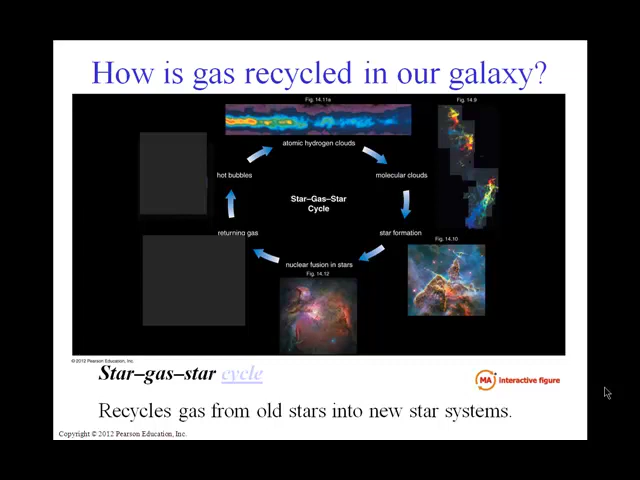 How is gas recycled in our galaxy?
Fig. 14.11a
Fig. 14.9
atomic hydrogen clouds
hot bubbles
molecular clouds
Star–Gas–Star
Cycle
returning gas
star formation
Fig. 14.10
nuclear fusion in stars
Fig. 14.12
© 2012 Pearson Education, Inc.
Star–gas–star cycle
MA interactive figure
Recycles gas from old stars into new star systems.
Copyright © 2012 Pearson Education, Inc.